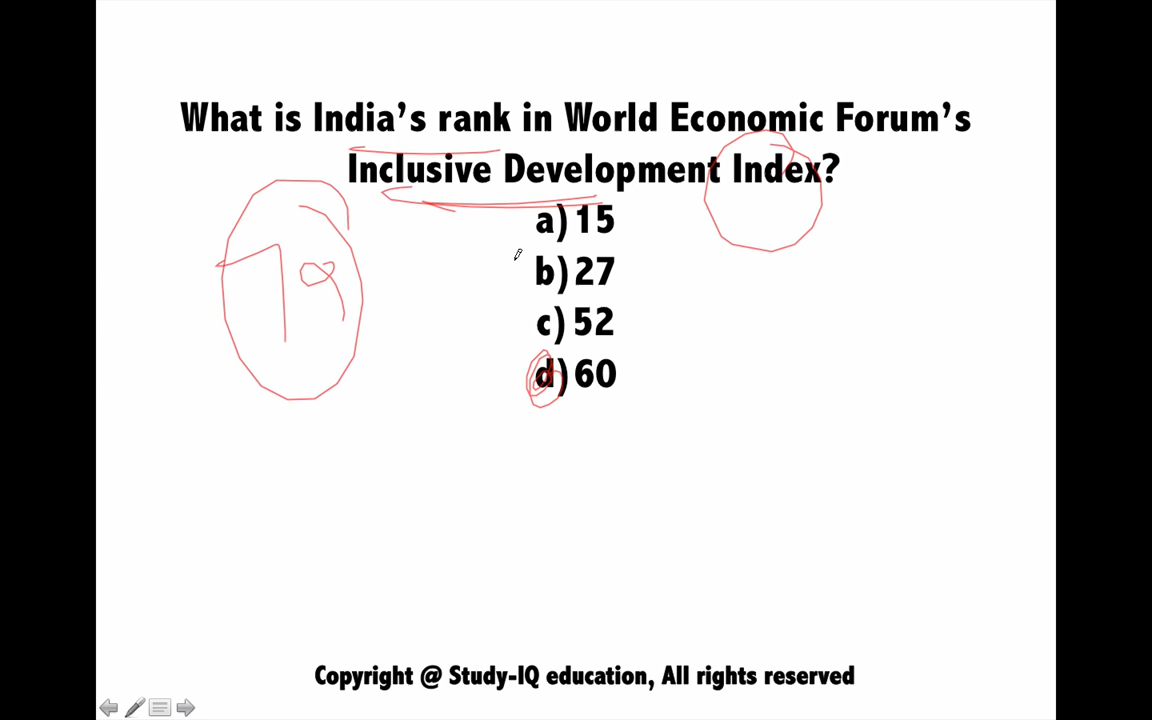 What is India's rank in World Economic Forum's
Inclusive Development Index?
a) 15
79
b) 27
c) 52
d) 60
Copyright @ Study-IQ education, All rights reserved